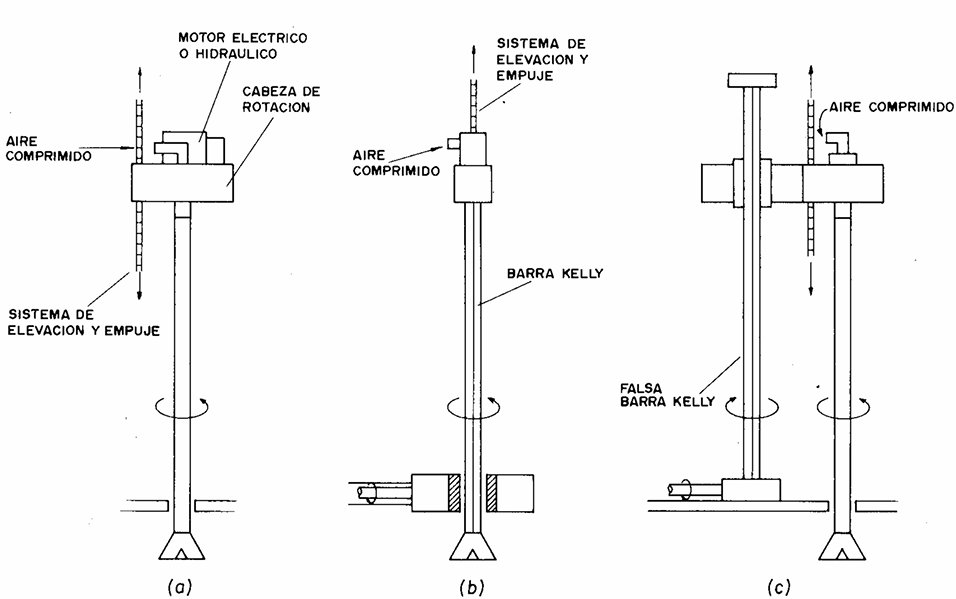 MOTOR ELECTRICO
O HIDRAULICO
CABEZA DE
ROTACION
AIRE
COMPRIMIDO
SISTEMA DE
ELEVACION Y EMPUJE
(a)
SISTEMA DE
ELEVACION Y
EMPUJE
AIRE
COMPRIMIDO
BARRA KELLY
(b)
AIRE COMPRIMIDO
FALSA
BARRA KELLY
(c)